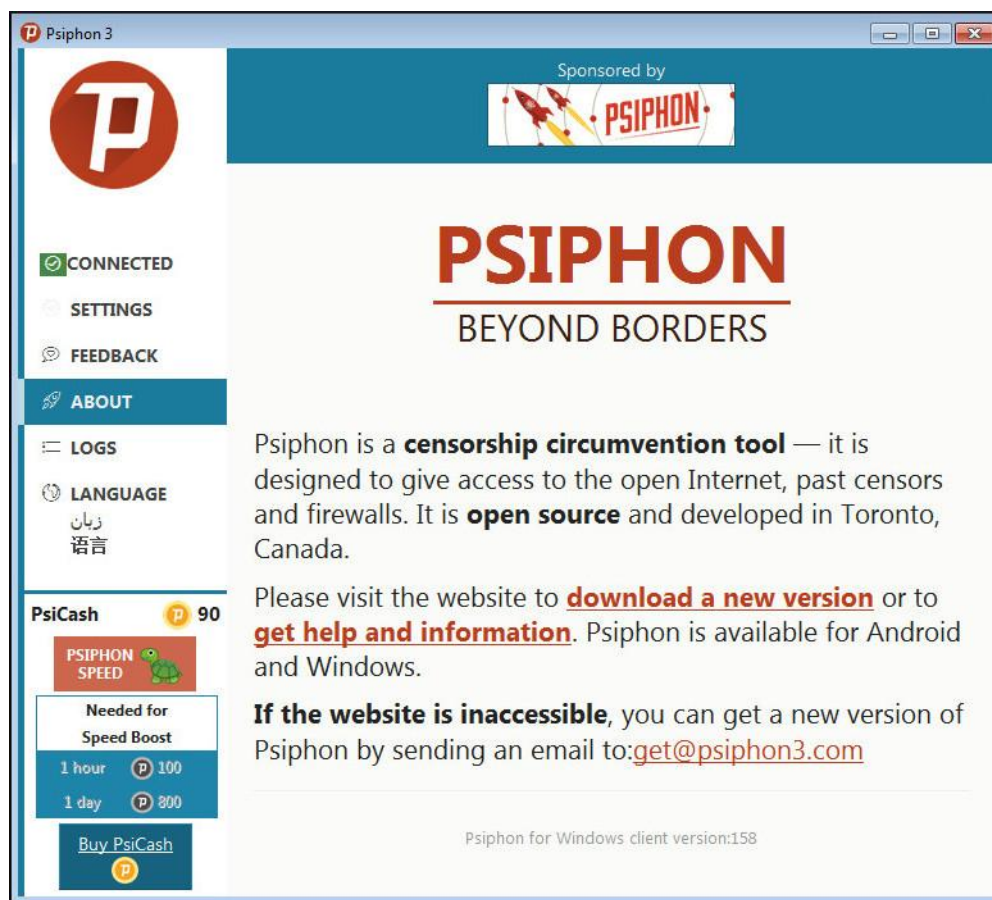 Psiphon 3
Sponsored by
PSIPHON
CONNECTED
SETTINGS
FEEDBACK
ABOUT
LOGS
LANGUAGE
زبان
语言
PsiCash 90
PSIPHON
SPEED
Needed for
Speed Boost
1 hour 100
1 day 800
Buy PsiCash
PSIPHON
BEYOND BORDERS
Psiphon is a censorship circumvention tool — it is
designed to give access to the open Internet, past censors
and firewalls. It is open source and developed in Toronto,
Canada.
Please visit the website to download a new version or to
get help and information. Psiphon is available for Android
and Windows.
If the website is inaccessible, you can get a new version of
Psiphon by sending an email to:get@psiphon3.com
Psiphon for Windows client version:158